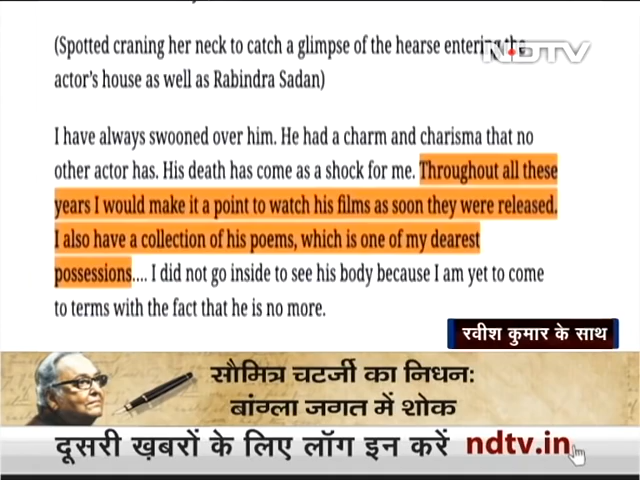 (Spotted craning her neck to catch a glimpse of the hearse entering the
NDTV
actor's house as well as Rabindra Sadan)
I have always swooned over him. He had a charm and charisma that no
other actor has. His death has come as a shock for me. Throughout all these
years I would make it a point to watch his films as soon they were released.
I also have a collection of his poems, which is one of my dearest
possessions.... I did not go inside to see his body because I am yet to come
to terms with the fact that he is no more.
रवीश कुमार के साथ
सौमित्र चटर्जी का निधन:
बांग्ला जगत में शोक
दूसरी ख़बरों के लिए लॉग इन करें ndtv.in